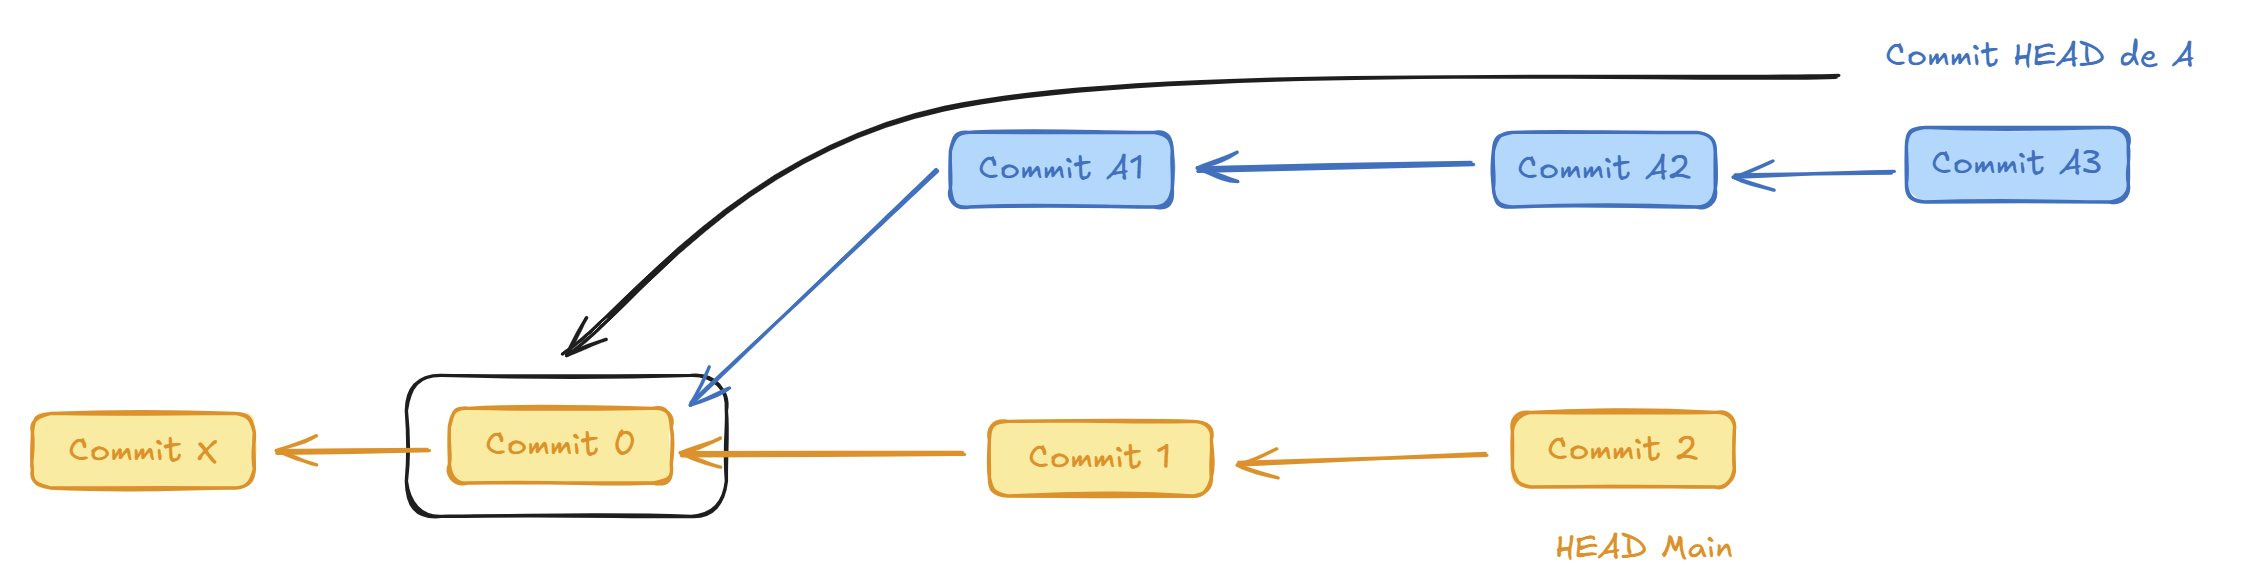 Commit HEAD de A
Commit A1
Commit A2
Commit A3
Commit X
Commit 0
Commit 1
Commit 2
HEAD Main